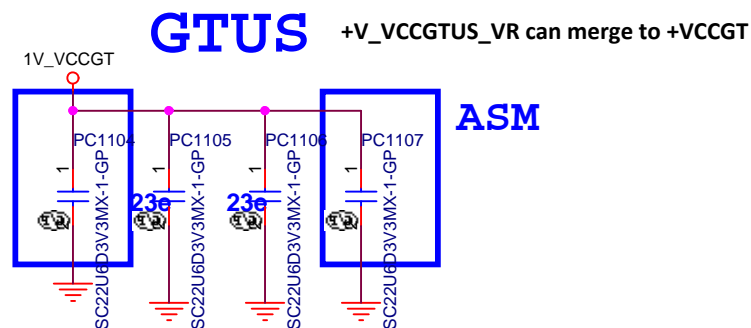 GTUS
+V_VCCGTUS_VR can merge to +VCCGT
1V_VCCGT
ASM
PC1104
PC1105
PC1106
PC1107
1
1
1
1
23e
23e
SC22U6D3V3MX-1-GP
SC22U6D3V3MX-1-GP
SC22U6D3V3MX-1-GP
SC22U6D3V3MX-1-GP